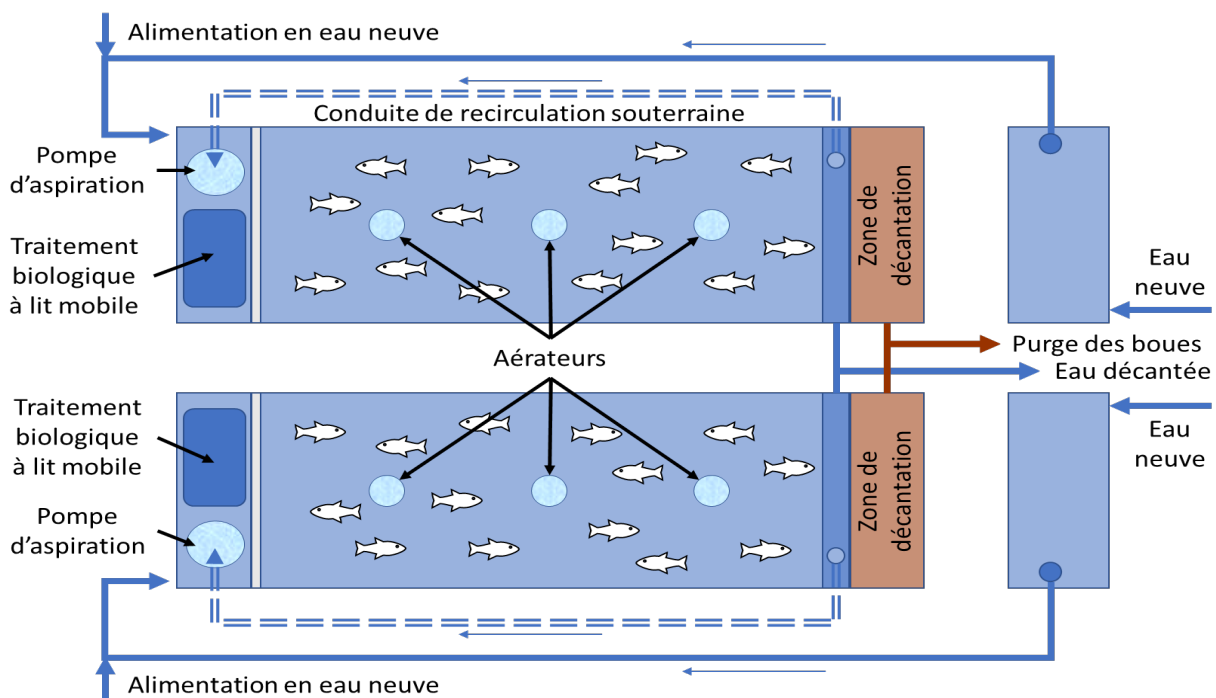 Alimentation en eau neuve
Conduite de recirculation souterraine
Pompe
d'aspiration
Traitement
biologique
à lit mobile
Zone de
décantation
Eau
neuve
Aérateurs
Purge des boues
Eau décantée
Traitement
biologique
à lit mobile
Zone de
décantation
Eau
neuve
Pompe
d'aspiration
Alimentation en eau neuve